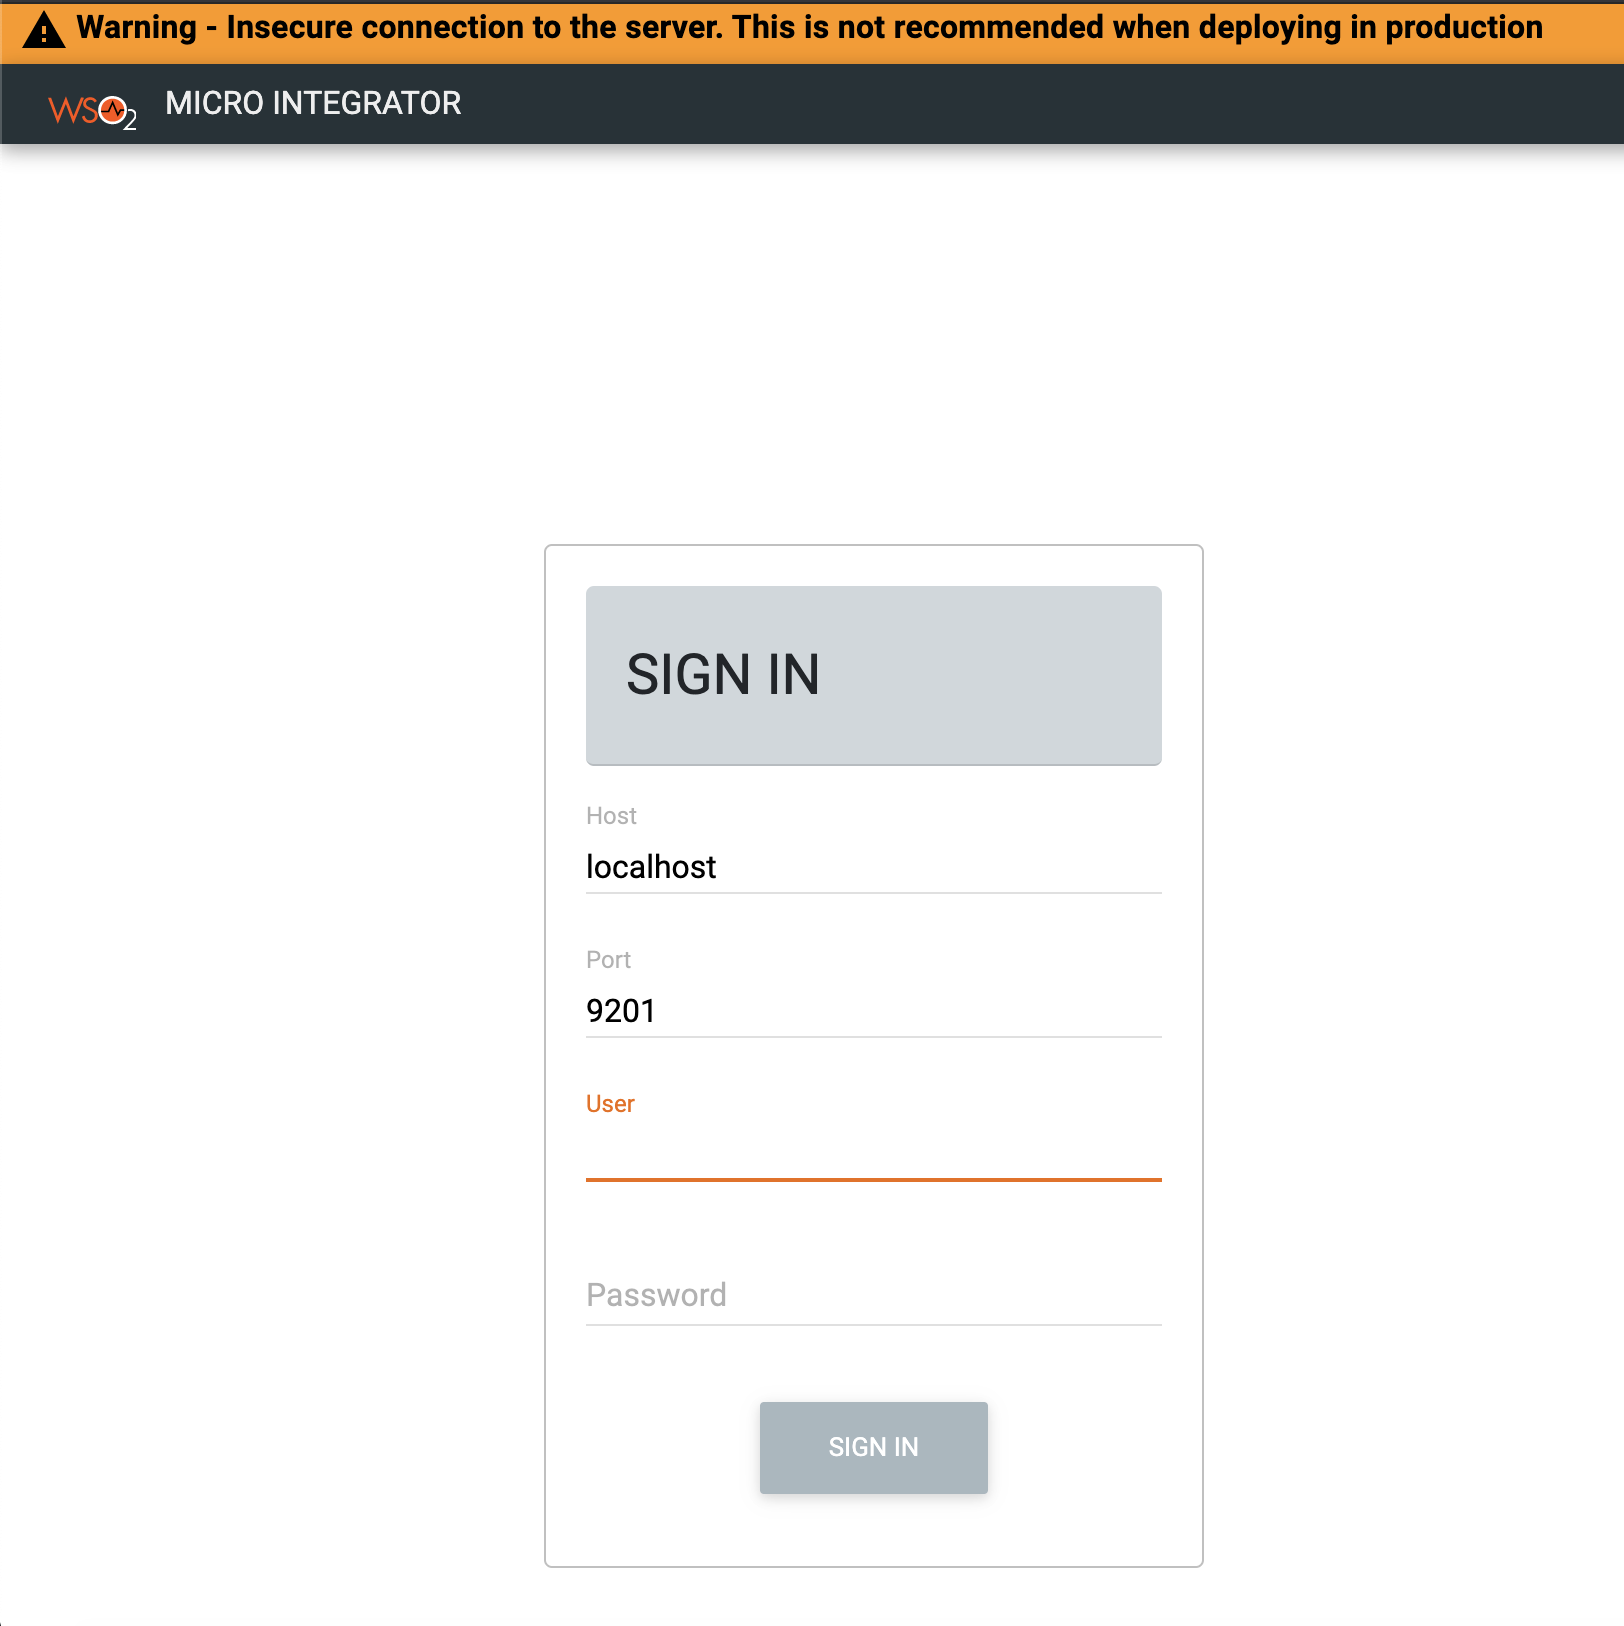 Warning - Insecure connection to the server. This is not recommended when deploying in production
WSO2 MICRO INTEGRATOR
SIGN IN
Host
localhost
Port
9201
User
Password
SIGN IN